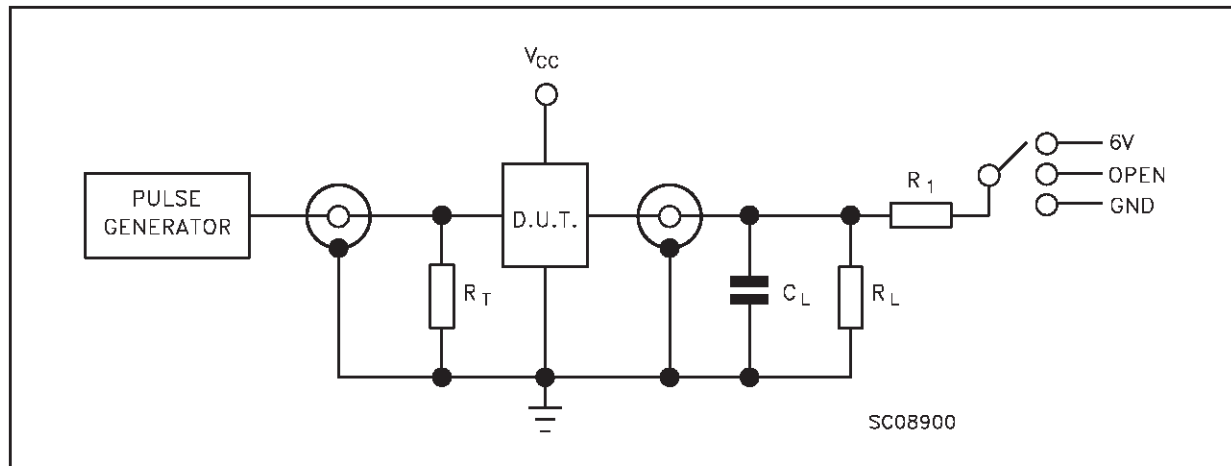 VCC
PULSE
GENERATOR
D.U.T.
RT
CL
RL
R1
6V
OPEN
GND
SC08900